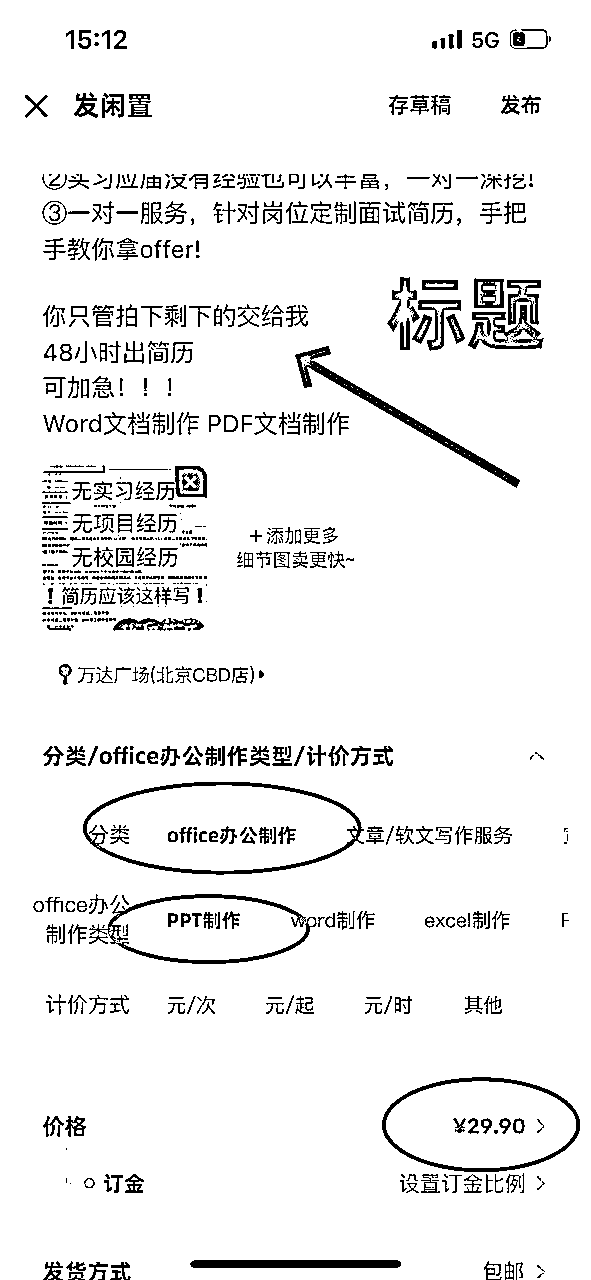 15:12
5G
发闲置
存草稿
发布
②实习应届没有经验也可以丰富，一对一深挖!
③一对一服务，针对岗位定制面试简历，手把
手教你拿offer!
标题
你只管拍下剩下的交给我
48小时出简历
可加急！！！
Word文档制作 PDF文档制作
无实习经历
无项目经历
无校园经历
！简历应该这样写！
+添加更多
细节图卖更快~
万达广场(北京CBD店)
分类/office办公制作类型/计价方式
分类 office办公制作 文章/软文写作服务
office办公
制作类型 PPT制作 word制作 excel制作
计价方式 元/次 元/起 元/时 其他
价格 ¥29.90
订金 设置订金比例
发货方式 包邮